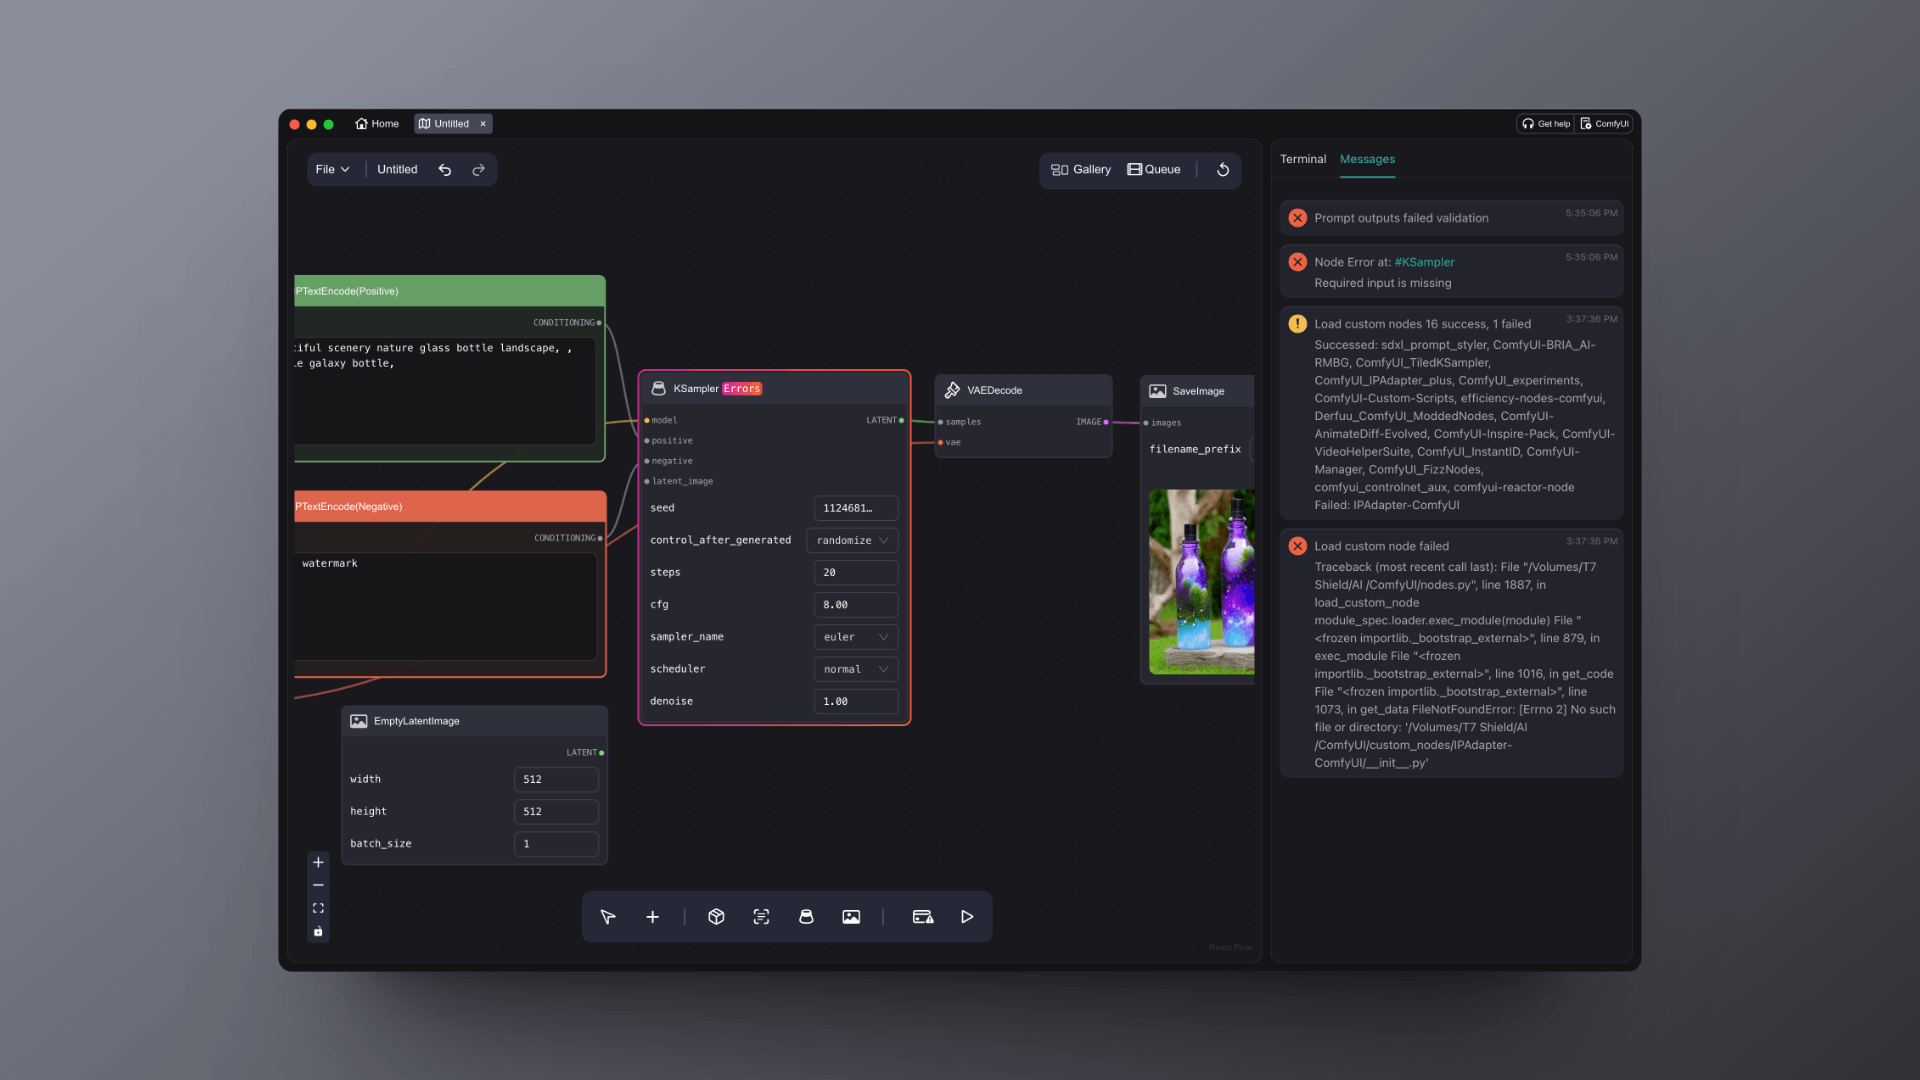 Home
Untitled
Get help
ComfyUI
File
Untitled
Gallery
Queue
PTextEncode(Positive)
CONDITIONING
iful scenery nature glass bottle landscape, ,
e galaxy bottle,
PTextEncode(Negative)
CONDITIONING
watermark
EmptyLatentImage
LATENT
width
512
height
512
batch_size
1
KSampler Errors
model
LATENT
positive
negative
latent_image
seed
1124681…
control_after_generated
randomize
steps
20
cfg
8.00
sampler_name
euler
scheduler
normal
denoise
1.00
VAEDecode
samples
IMAGE
vae
SaveImage
images
filename_prefix
React Flow
Terminal
Messages
Prompt outputs failed validation
5:35:06 PM
Node Error at: #KSampler
5:35:06 PM
Required input is missing
Load custom nodes 16 success, 1 failed
3:37:36 PM
Successed: sdxl_prompt_styler, ComfyUI-BRIA_AI-
RMBG, ComfyUI_TiledKSampler,
ComfyUI_IPAdapter_plus, ComfyUI_experiments,
ComfyUI-Custom-Scripts, efficiency-nodes-comfyui,
Derfuu_ComfyUI_ModdedNodes, ComfyUI-
AnimateDiff-Evolved, ComfyUI-Inspire-Pack, ComfyUI-
VideoHelperSuite, ComfyUI_InstantID, ComfyUI-
Manager, ComfyUI_FizzNodes,
comfyui_controlnet_aux, comfyui-reactor-node
Failed: IPAdapter-ComfyUI
Load custom node failed
3:37:36 PM
Traceback (most recent call last): File "/Volumes/T7
Shield/AI /ComfyUI/nodes.py", line 1887, in
load_custom_node
module_spec.loader.exec_module(module) File "
<frozen importlib._bootstrap_external>", line 879, in
exec_module File "<frozen
importlib._bootstrap_external>", line 1016, in get_code
File "<frozen importlib._bootstrap_external>", line
1073, in get_data FileNotFoundError: [Errno 2] No such
file or directory: '/Volumes/T7 Shield/AI
/ComfyUI/custom_nodes/IPAdapter-
ComfyUI/__init__.py'